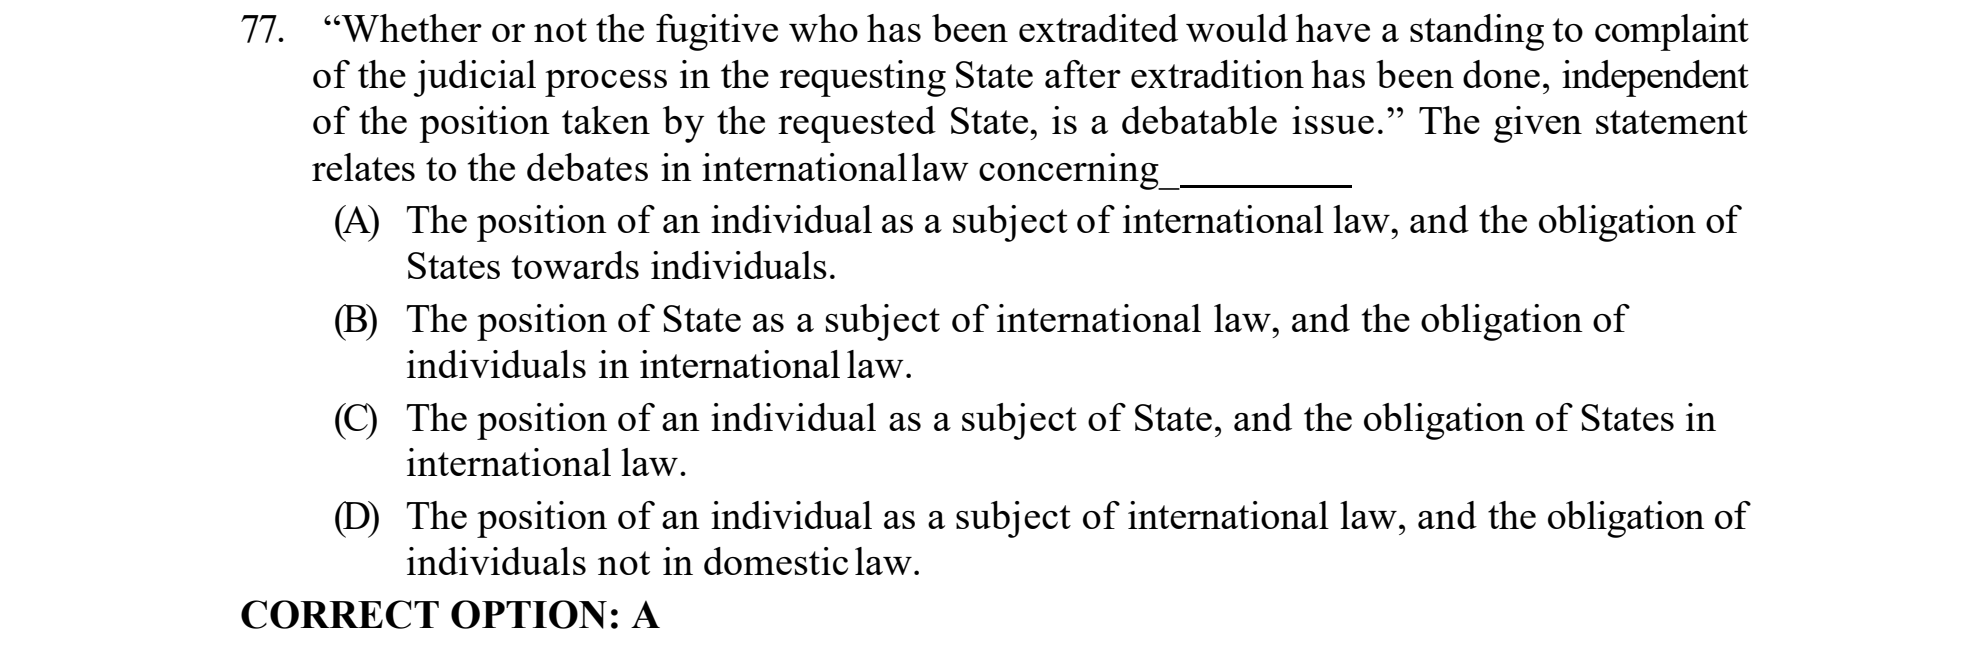 77. “Whether or not the fugitive who has been extradited would have a standing to complaint
of the judicial process in the requesting State after extradition has been done, independent
of the position taken by the requested State, is a debatable issue.” The given statement
relates to the debates in international law concerning_ ________
(A) The position of an individual as a subject of international law, and the obligation of
States towards individuals.
(B) The position of State as a subject of international law, and the obligation of
individuals in international law.
(C) The position of an individual as a subject of State, and the obligation of States in
international law.
(D) The position of an individual as a subject of international law, and the obligation of
individuals not in domestic law.
CORRECT OPTION: A